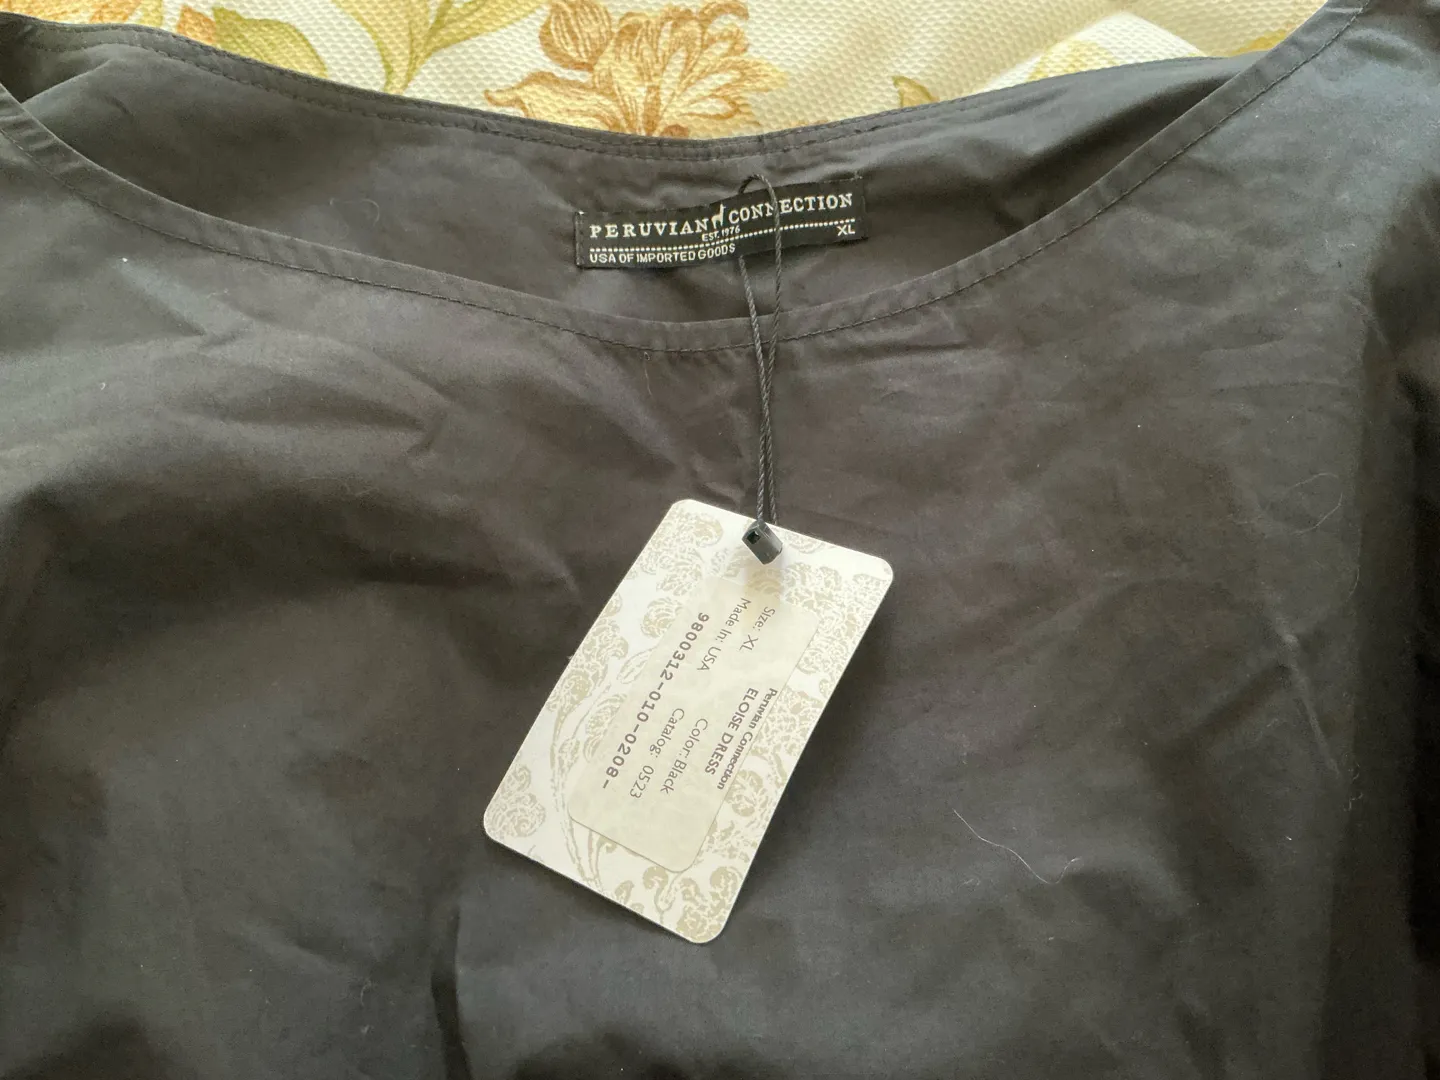 PERUVIAN CONNECTION
EST. 1976
XL
USA OF IMPORTED GOODS
Peruvian Connection
ELOISE DRESS
Size: XL
Color: Black
Made In: USA
Catalog: 0523
9800312-010-0208-